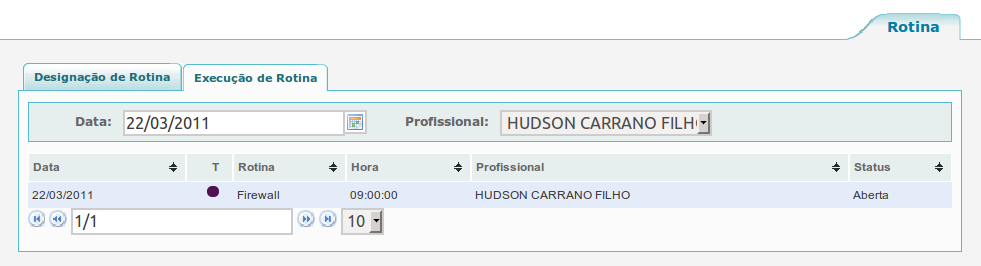 Rotina
Designação de Rotina Execução de Rotina
Data: 22/03/2011 Profissional: HUDSON CARRANO FILH
Data T Rotina Hora Profissional Status
22/03/2011 Firewall 09:00:00 HUDSON CARRANO FILHO Aberta
1/1 10